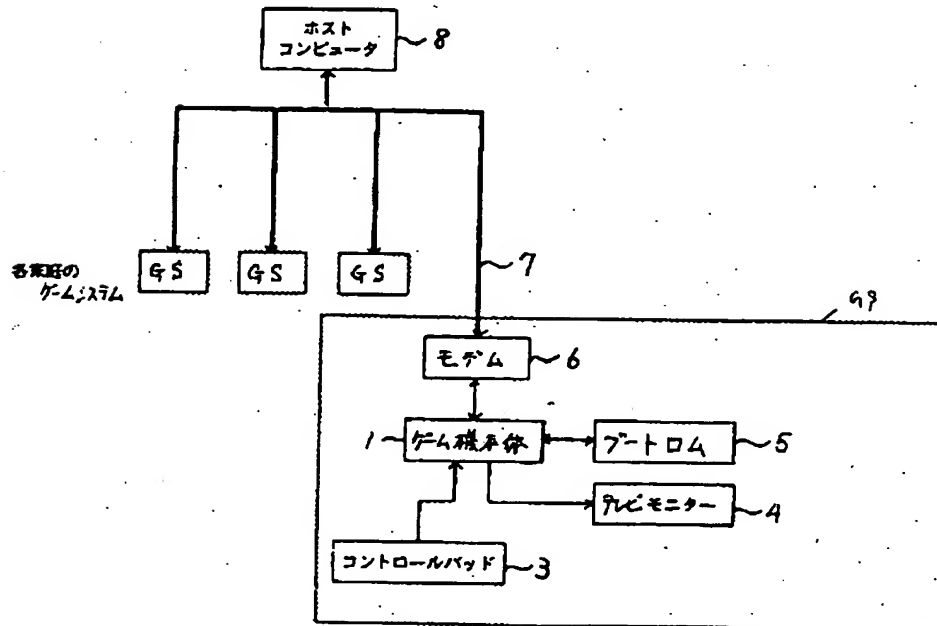 ホスト
コンピュータ
8
GS
GS
GS
各家庭の
ゲームシステム
7
GS
モデム
6
1
ゲーム機本体
ブートロム
5
テレビモニター
4
コントロールパッド
3